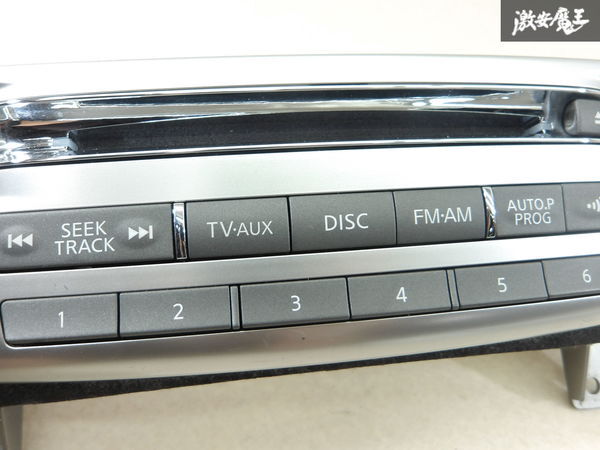 激安魔王
SEEK
TRACK
TV·AUX
DISC
FM·AM
AUTO.P
PROG
1
2
3
4
5
6